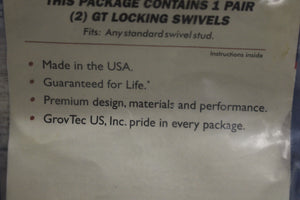 THIS PACKAGE CONTAINS 1 PAIR
(2) GT LOCKING SWIVELS
Fits: Any standard swivel stud.
Instructions inside
• Made in the USA.
• Guaranteed for Life.*
• Premium design, materials and performance.
• GrovTec US, Inc. pride in every package.